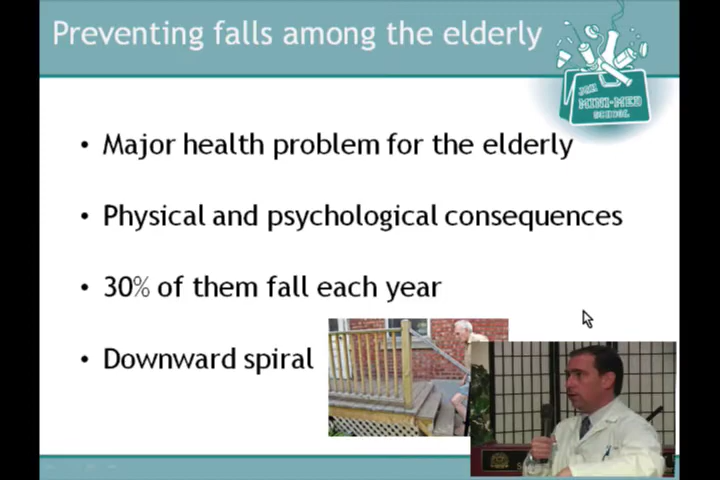 Preventing falls among the elderly
JGH
MINI-MED
SCHOOL
• Major health problem for the elderly
• Physical and psychological consequences
• 30% of them fall each year
• Downward spiral